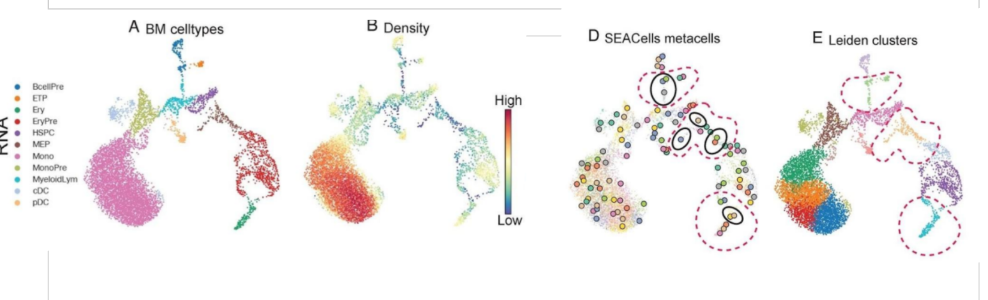 A BM celltypes
B Density
D SEACells metacells
E Leiden clusters
RNA
BcellPre
ETP
Ery
EryPre
HSPC
MEP
Mono
MonoPre
MyeloidLym
cDC
pDC
High
Low